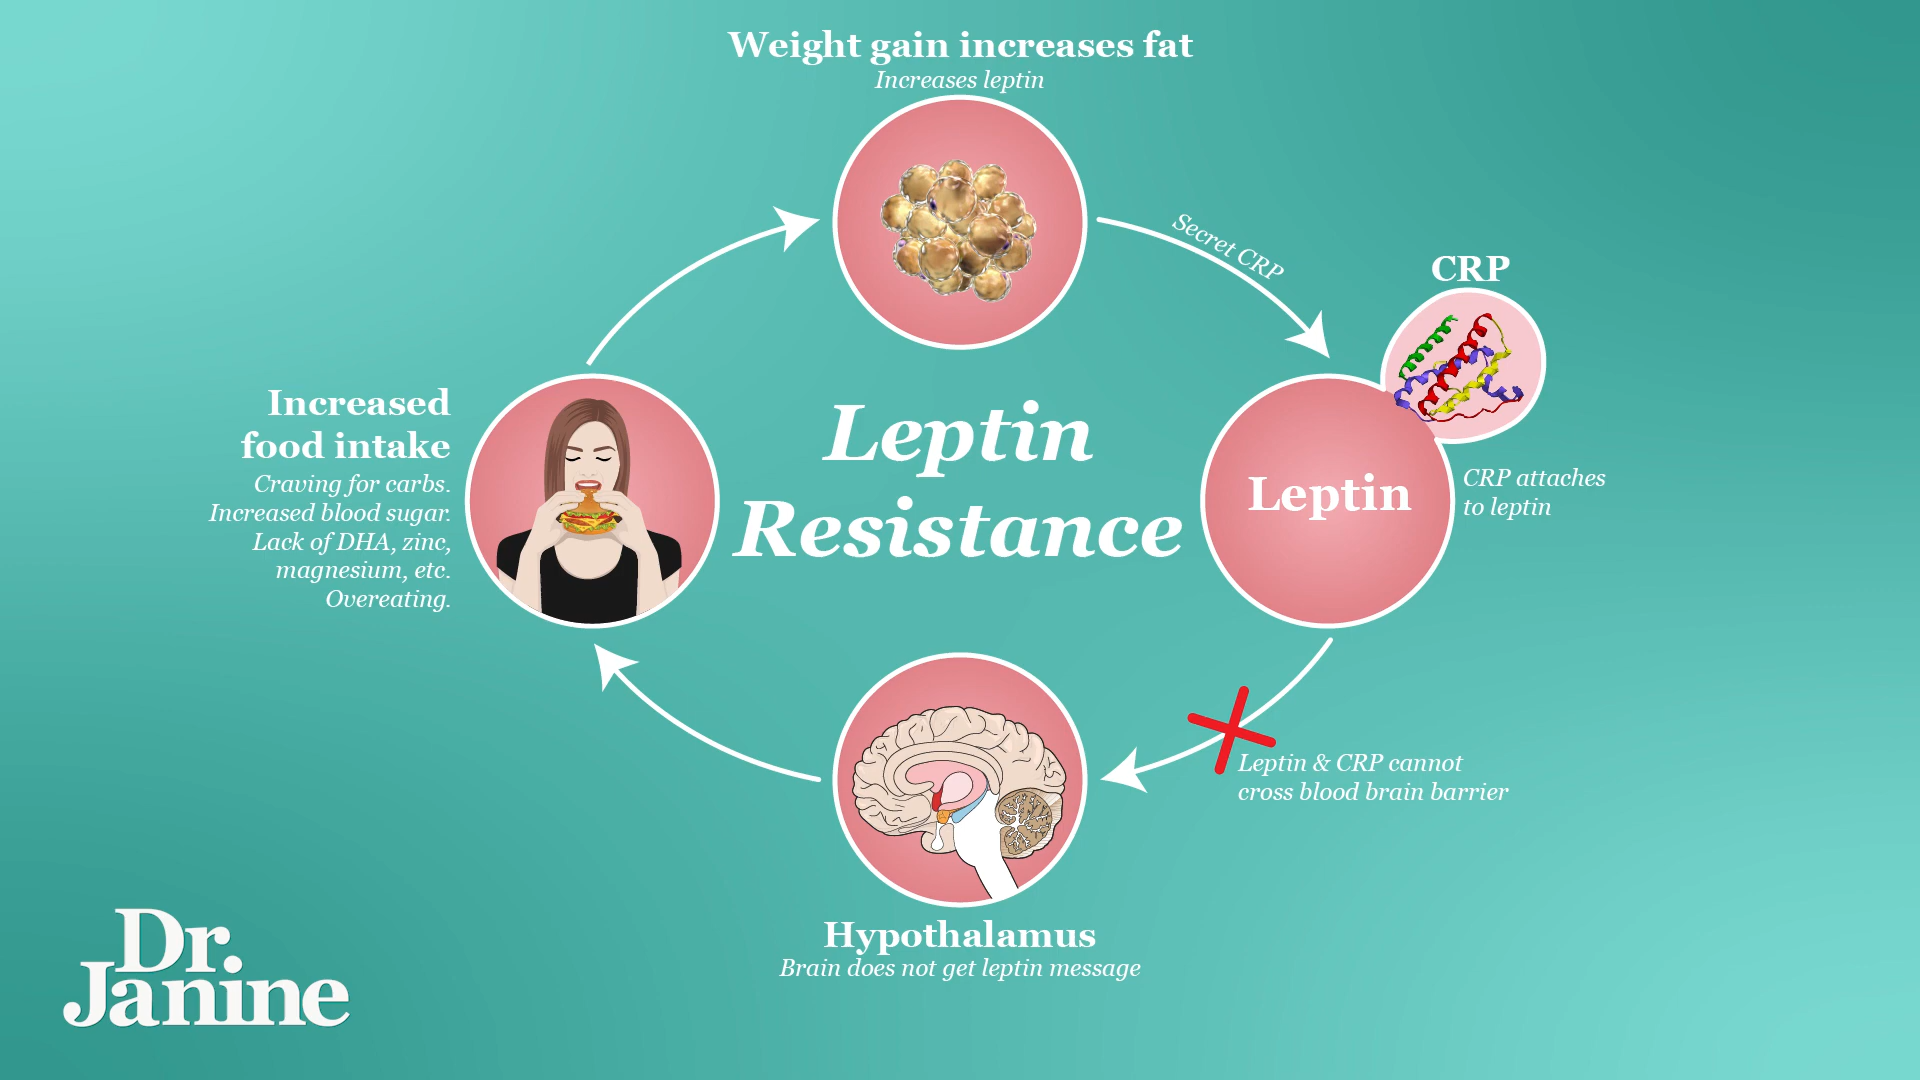 Weight gain increases fat
Increases leptin
Secret CRP
CRP
Increased
food intake
Craving for carbs.
Increased blood sugar.
Lack of DHA, zinc,
magnesium, etc.
Overeating.
Leptin
Resistance
Leptin
CRP attaches
to leptin
Leptin & CRP cannot
cross blood brain barrier
Hypothalamus
Brain does not get leptin message
Dr.
Janine